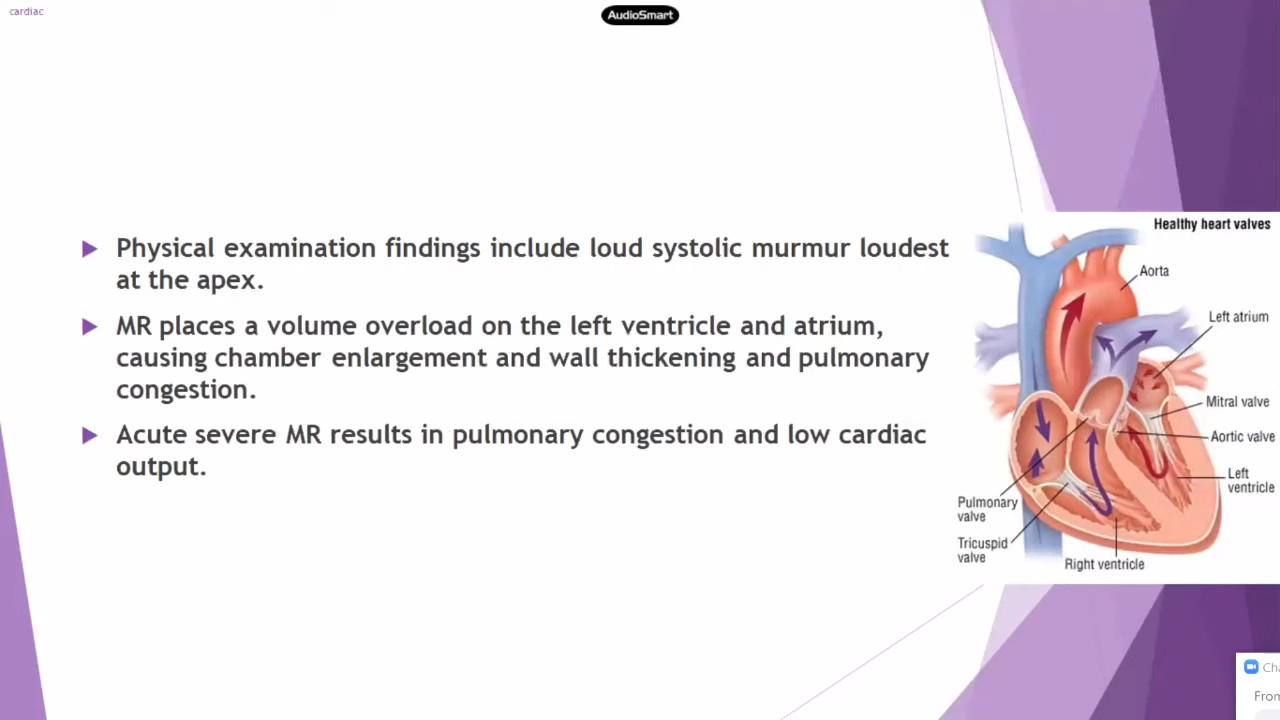 cardiac
AudioSmart
Physical examination findings include loud systolic murmur loudest
at the apex.
MR places a volume overload on the left ventricle and atrium,
causing chamber enlargement and wall thickening and pulmonary
congestion.
Acute severe MR results in pulmonary congestion and low cardiac
output.
Healthy heart valves
Aorta
Left atrium
Mitral valve
Aortic valve
Left
ventricle
Pulmonary
valve
Tricuspid
valve
Right ventricle